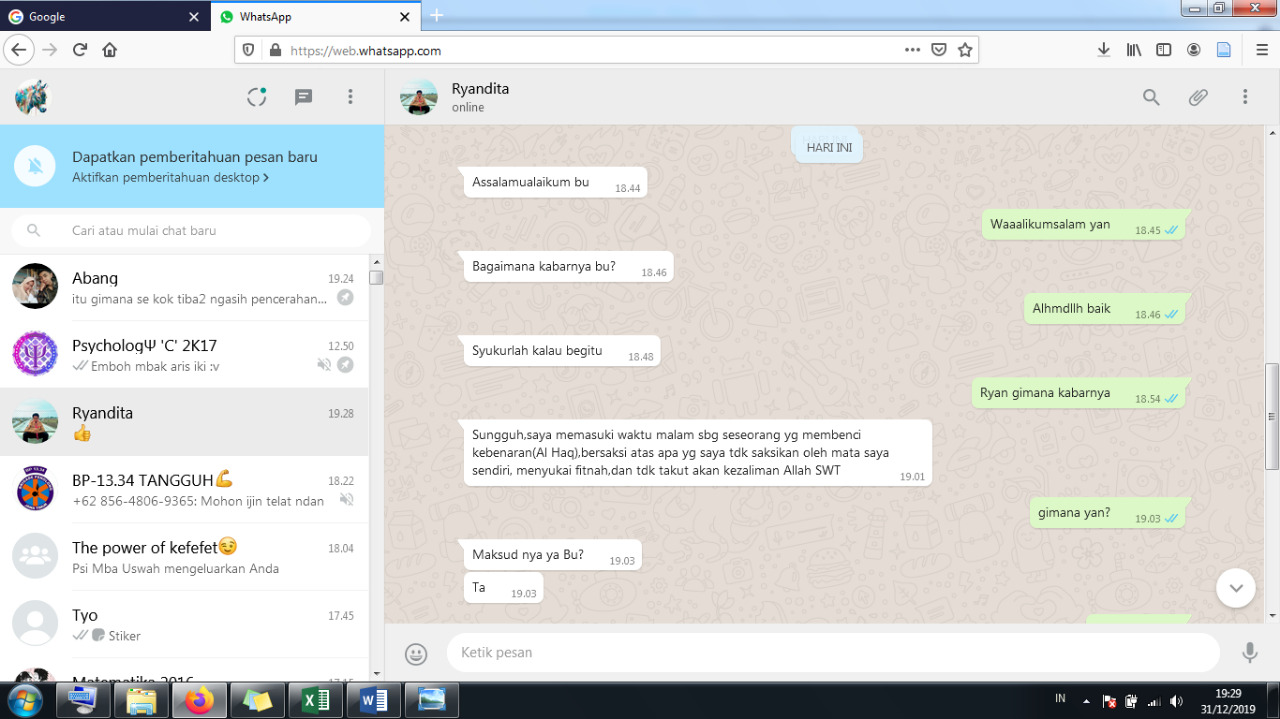 Google
WhatsApp
https://web.whatsapp.com
Ryandita
online
Dapatkan pemberitahuan pesan baru
Aktifkan pemberitahuan desktop >
Cari atau mulai chat baru
Abang
19.24
itu gimana se kok tiba2 ngasih pencerahan...
PsychologΨ 'C' 2K17
12.50
Emboh mbak aris iki :v
Ryandita
19.28
👍
BP-13.34 TANGGUH💪
18.22
+62 856-4806-9365: Mohon ijin telat ndan
The power of kefefet😉
18.04
Psi Mba Uswah mengeluarkan Anda
Tyo
17.45
Stiker
HARI INI
Assalamualaikum bu
18.44
Waaalikumsalam yan
18.45
Bagaimana kabarnya bu?
18.46
Alhmdllh baik
18.46
Syukurlah kalau begitu
18.48
Ryan gimana kabarnya
18.54
Sungguh,saya memasuki waktu malam sbg seseorang yg membenci
kebenaran(Al Haq),bersaksi atas apa yg saya tdk saksikan oleh mata saya
sendiri, menyukai fitnah,dan tdk takut akan kezaliman Allah SWT
19.01
gimana yan?
19.03
Maksud nya ya Bu?
19.03
Ta
19.03
Ketik pesan
IN
19:29
31/12/2019